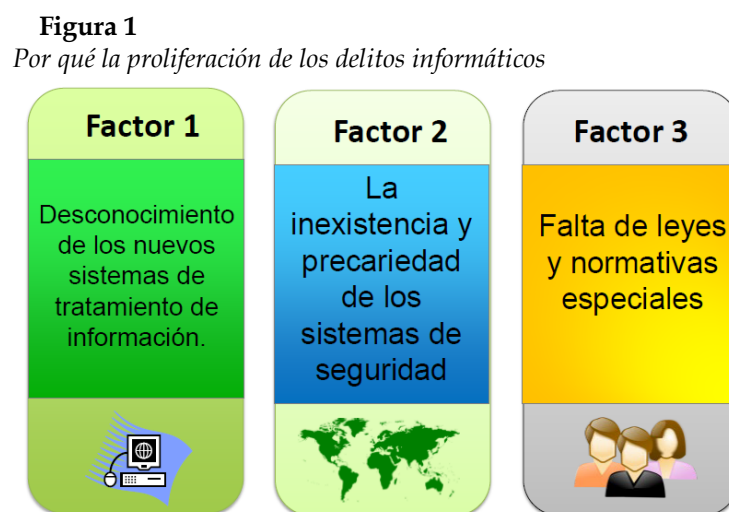 Figura 1
Por qué la proliferación de los delitos informáticos
Factor 1
Desconocimiento
de los nuevos
sistemas de
tratamiento de
información.
Factor 2
La
inexistencia y
precariedad
de los
sistemas de
seguridad
Factor 3
Falta de leyes
y normativas
especiales